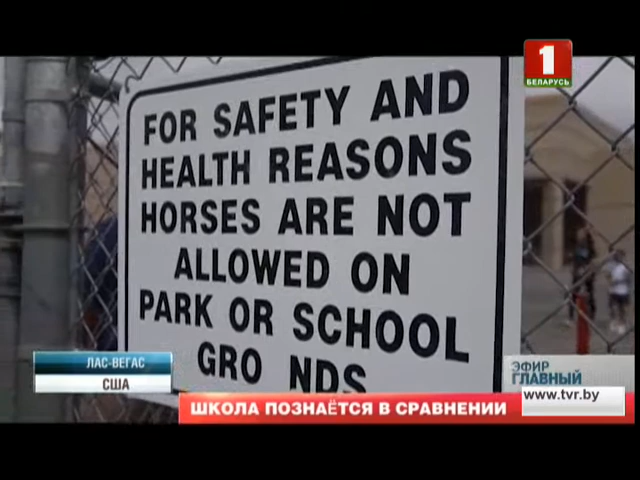 1
БЕЛАРУСЬ
FOR SAFETY AND
HEALTH REASONS
HORSES ARE NOT
ALLOWED ON
PARK OR SCHOOL
GRO NDS
ЛАС-ВЕГАС
США
ЭФИР
ГЛАВНЫЙ
ШКОЛА ПОЗНАЁТСЯ В СРАВНЕНИИ
www.tvr.by